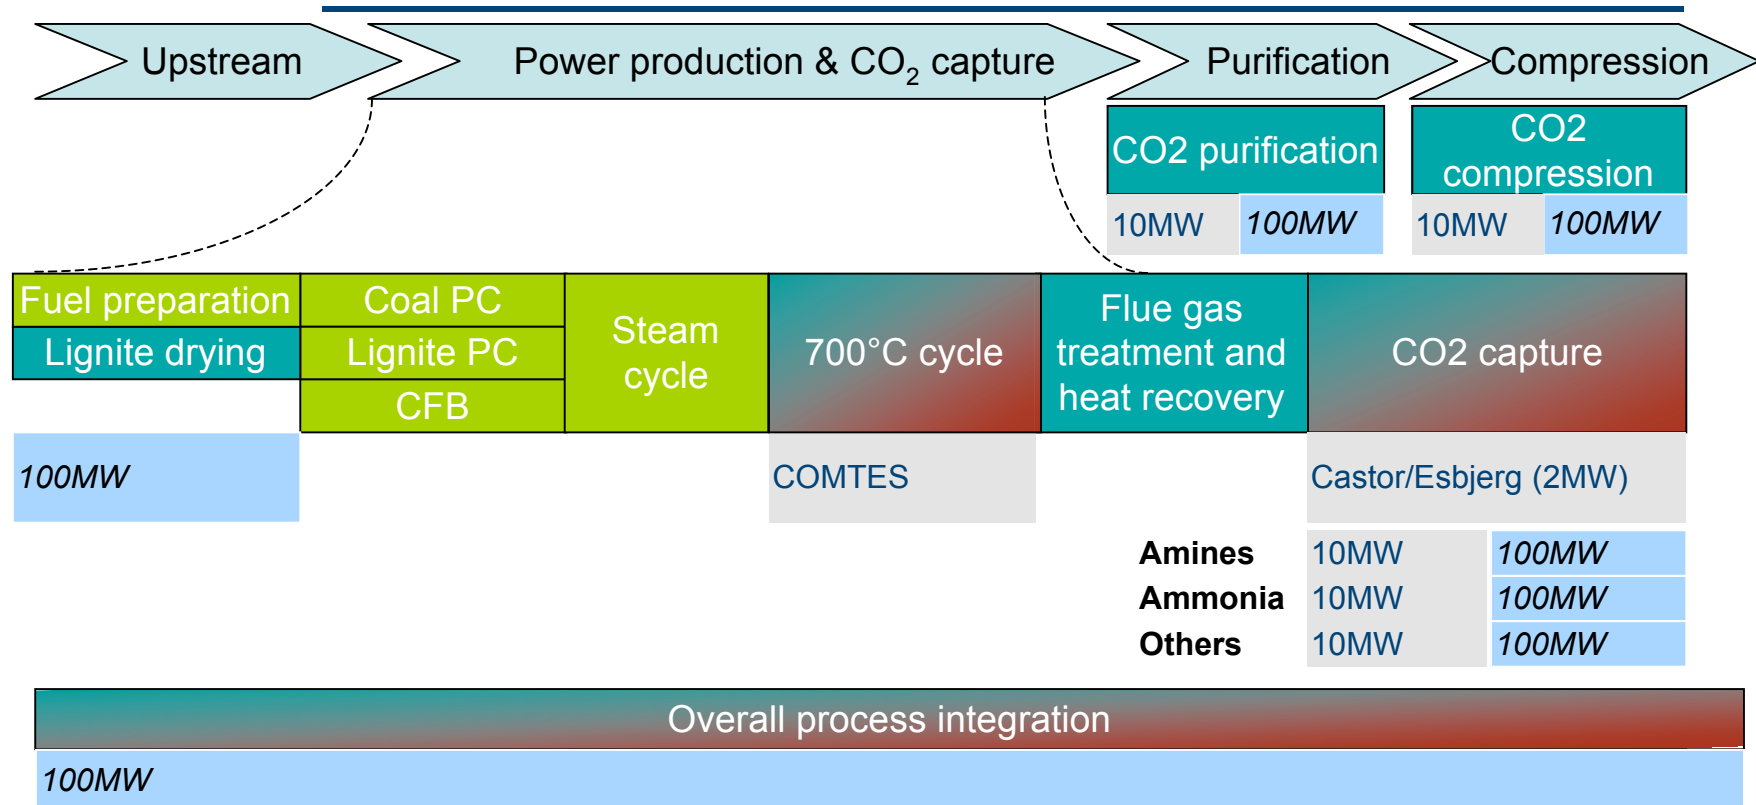 Upstream
Power production & CO₂ capture
Purification
Compression
CO2 purification
CO2
compression
10MW
100MW
10MW
100MW
Fuel preparation
Lignite drying
Coal PC
Lignite PC
CFB
Steam
cycle
700°C cycle
Flue gas
treatment and
heat recovery
CO2 capture
100MW
COMTES
Castor/Esbjerg (2MW)
Amines
10MW
100MW
Ammonia
10MW
100MW
Others
10MW
100MW
Overall process integration
100MW